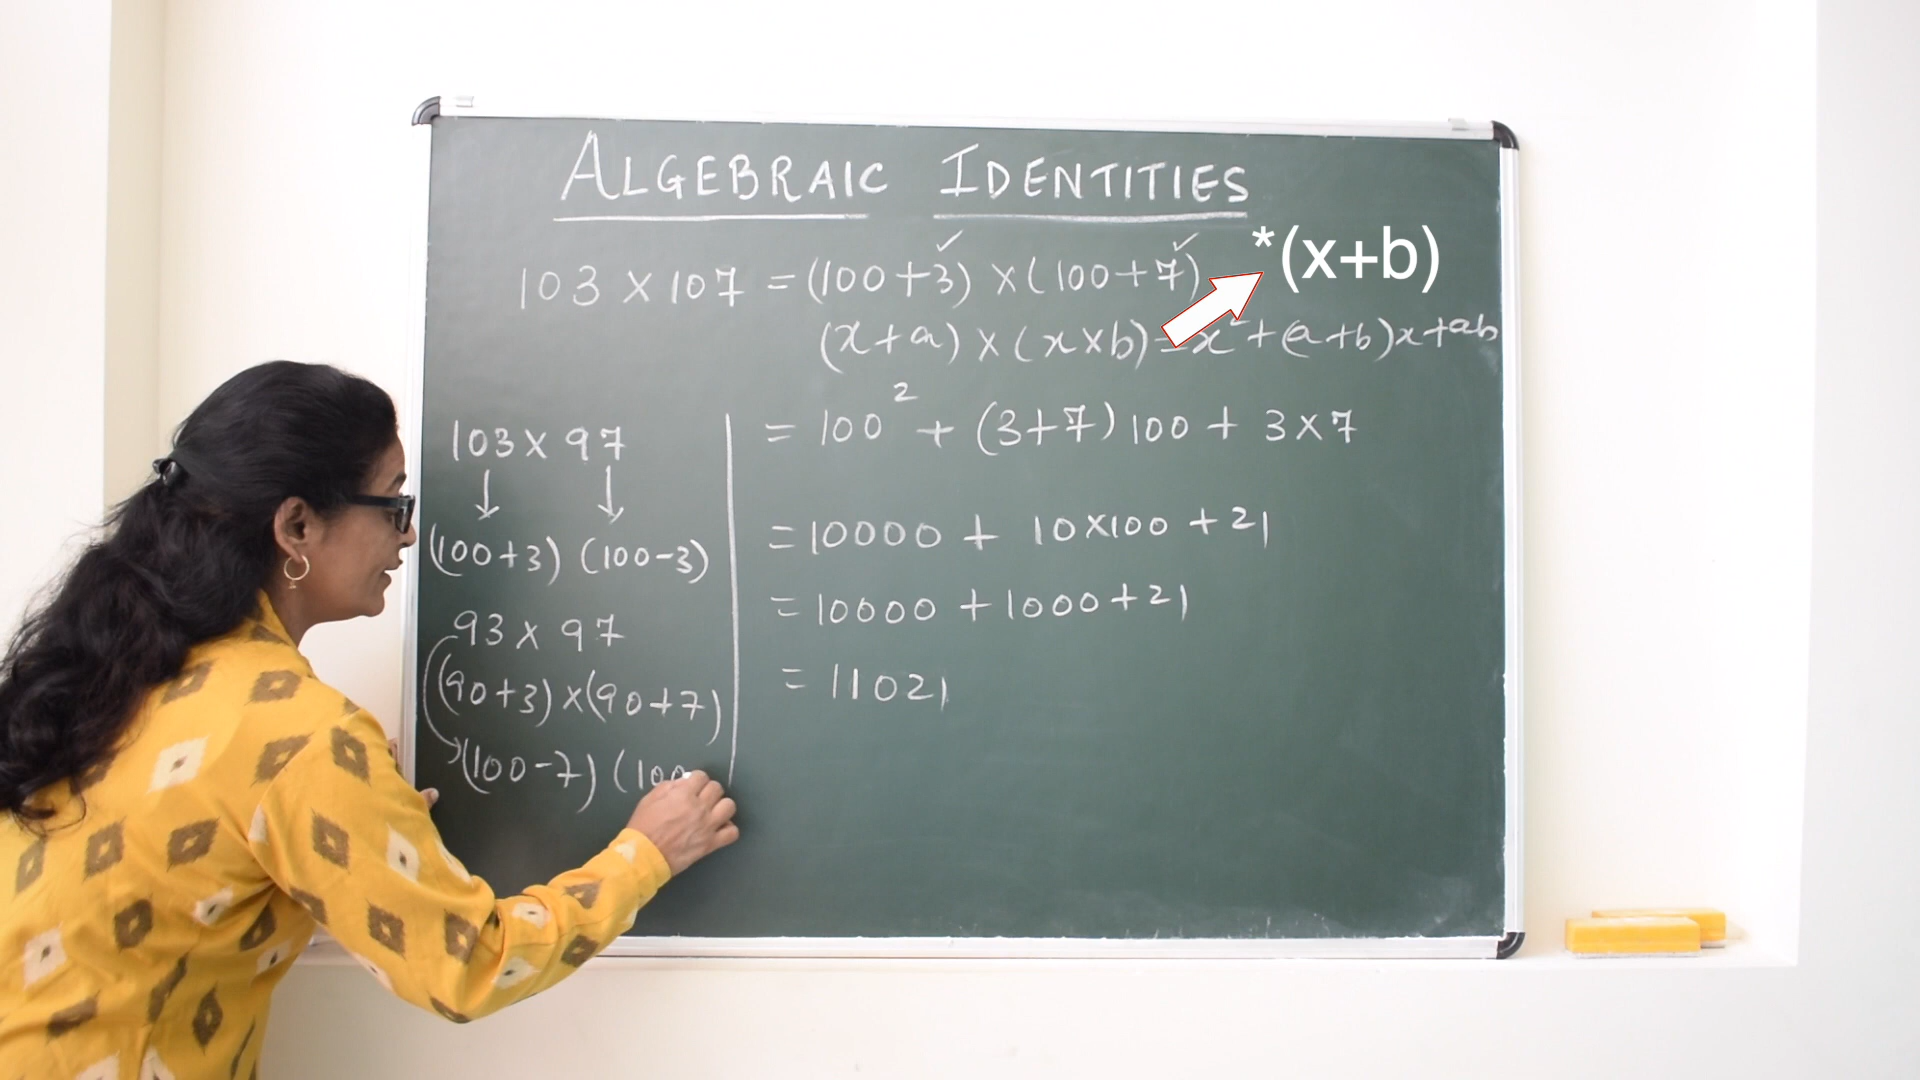 ALGEBRAIC IDENTITIES
*(x+b)
103 × 107 = (100+3) × (100+7)
(x+a) × (x×b) = x²+(a+b)x+ab
= 100² + (3+7)100 + 3×7
= 10000 + 10×100 + 21
= 10000 + 1000 + 21
= 11021
103 × 97
(100+3) (100-3)
93 × 97
(90+3)×(90+7)
(100-7) (100